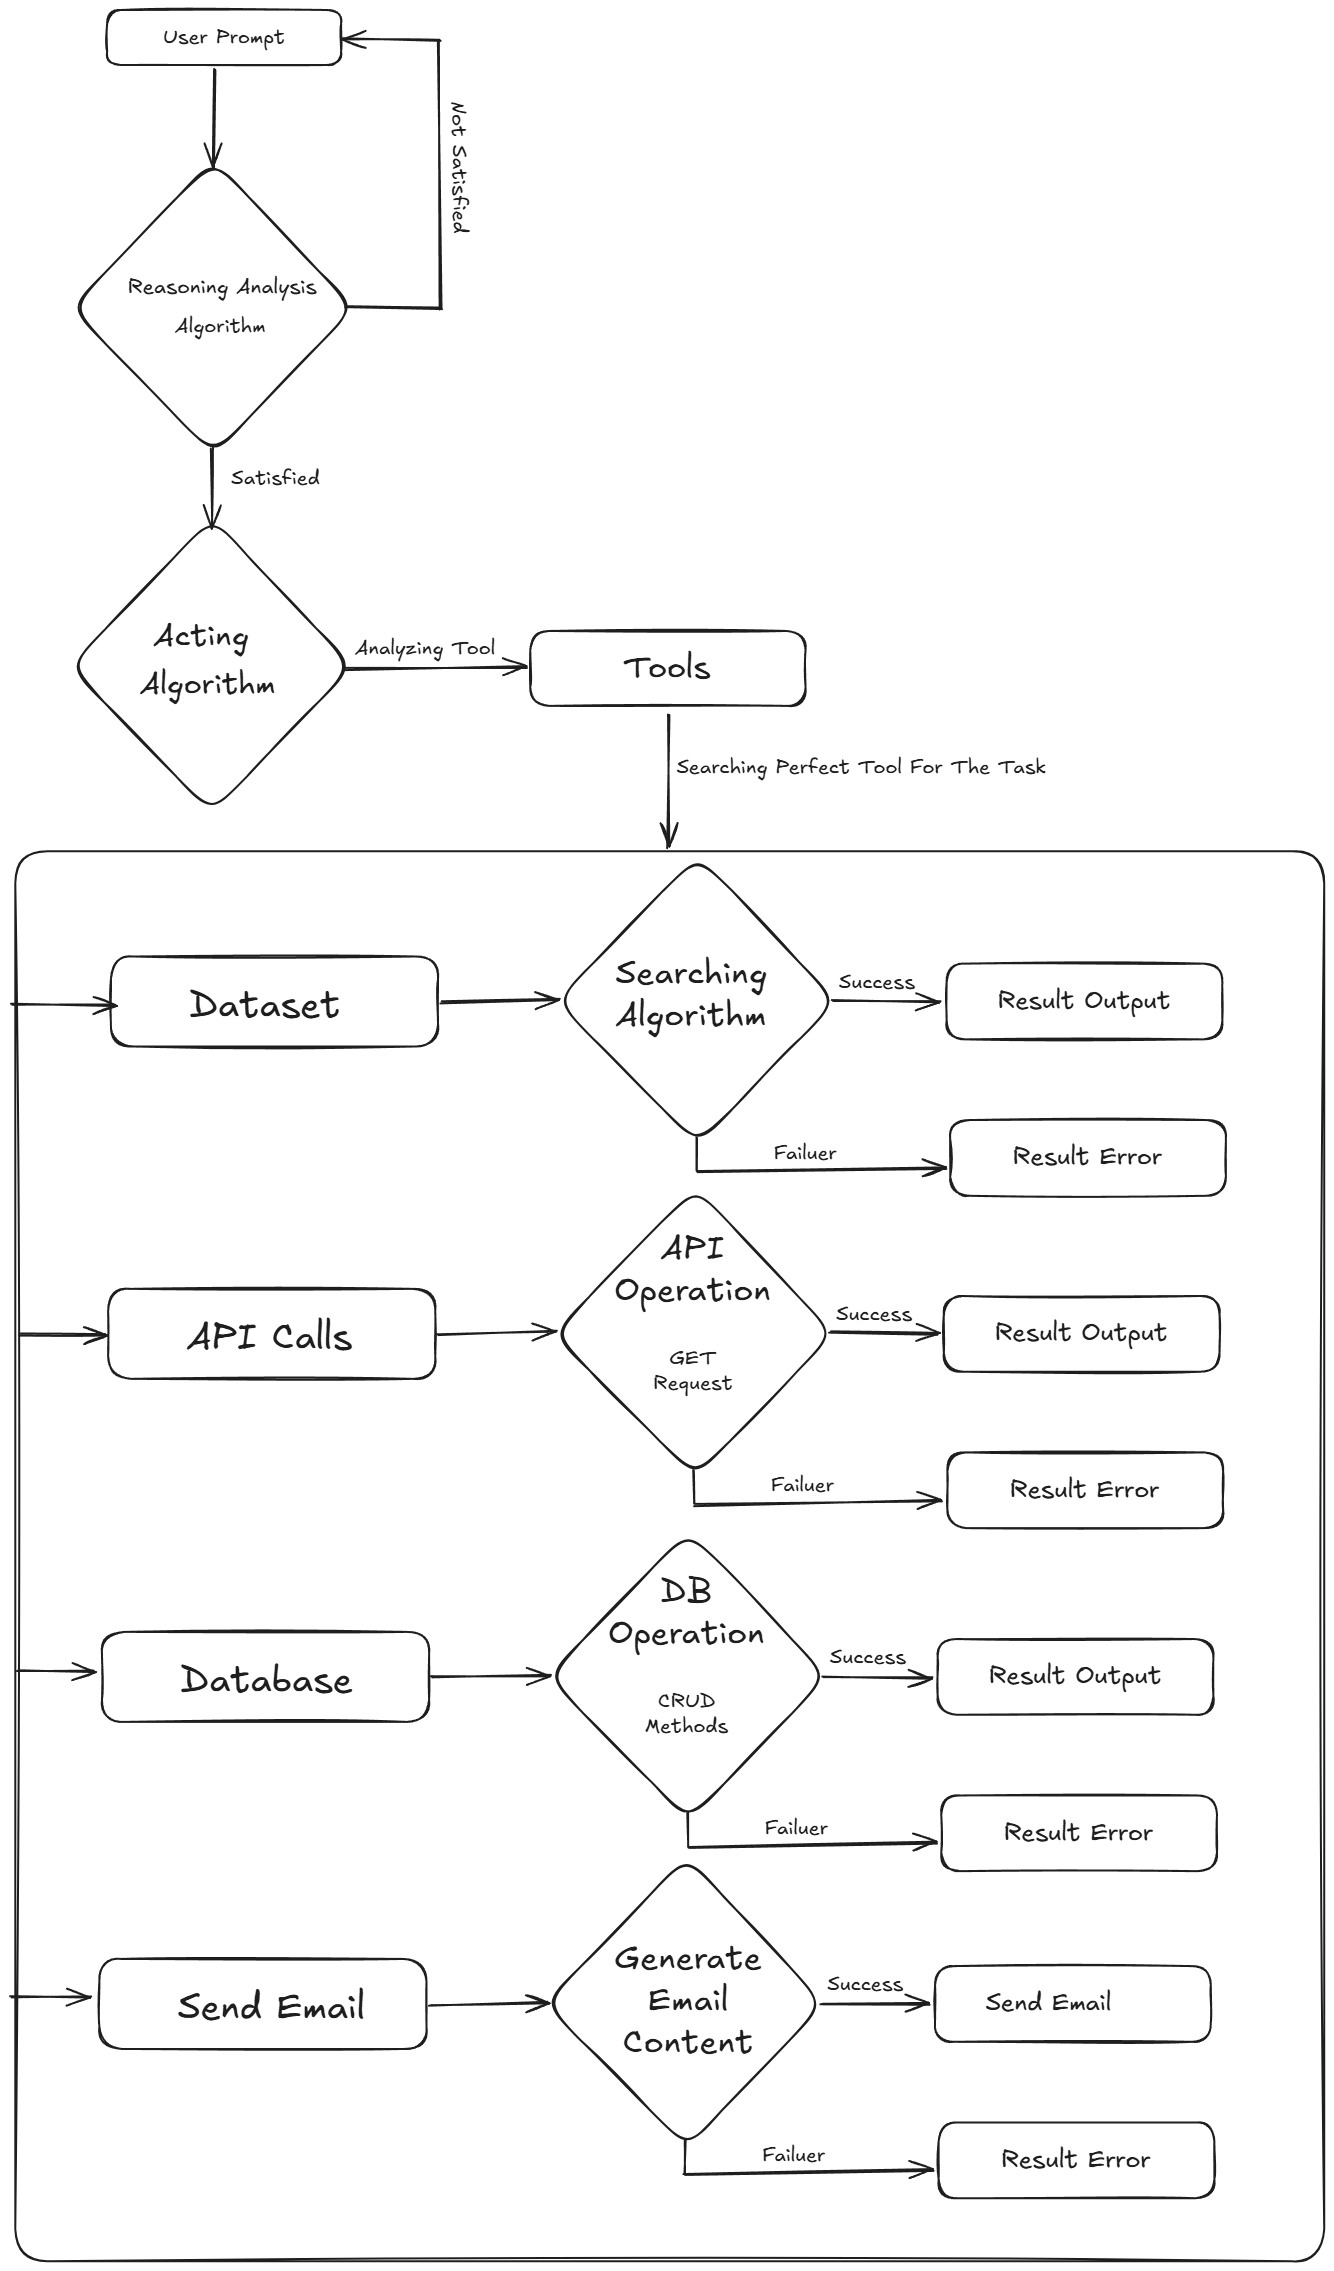 User Prompt
Not Satisfied
Reasoning Analysis
Algorithm
Satisfied
Acting
Algorithm
Analyzing Tool
Tools
Searching Perfect Tool For The Task
Dataset
Searching
Algorithm
Success
Result Output
Failuer
Result Error
API Calls
API
Operation
GET
Request
Success
Result Output
Failuer
Result Error
Database
DB
Operation
CRUD
Methods
Success
Result Output
Failuer
Result Error
Send Email
Generate
Email
Content
Success
Send Email
Failuer
Result Error